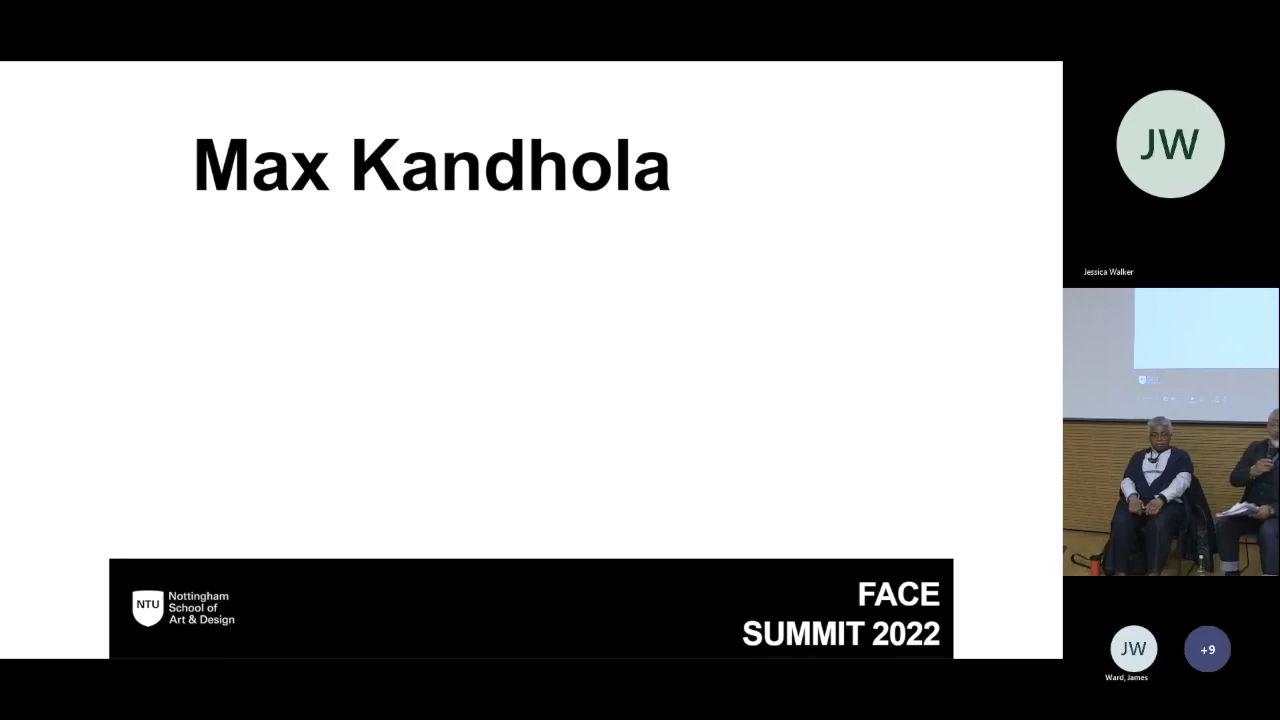 Max Kandhola
NTU
Nottingham
School of
Art & Design
FACE
SUMMIT 2022
JW
Jessica Walker
JW
Ward, James
+9